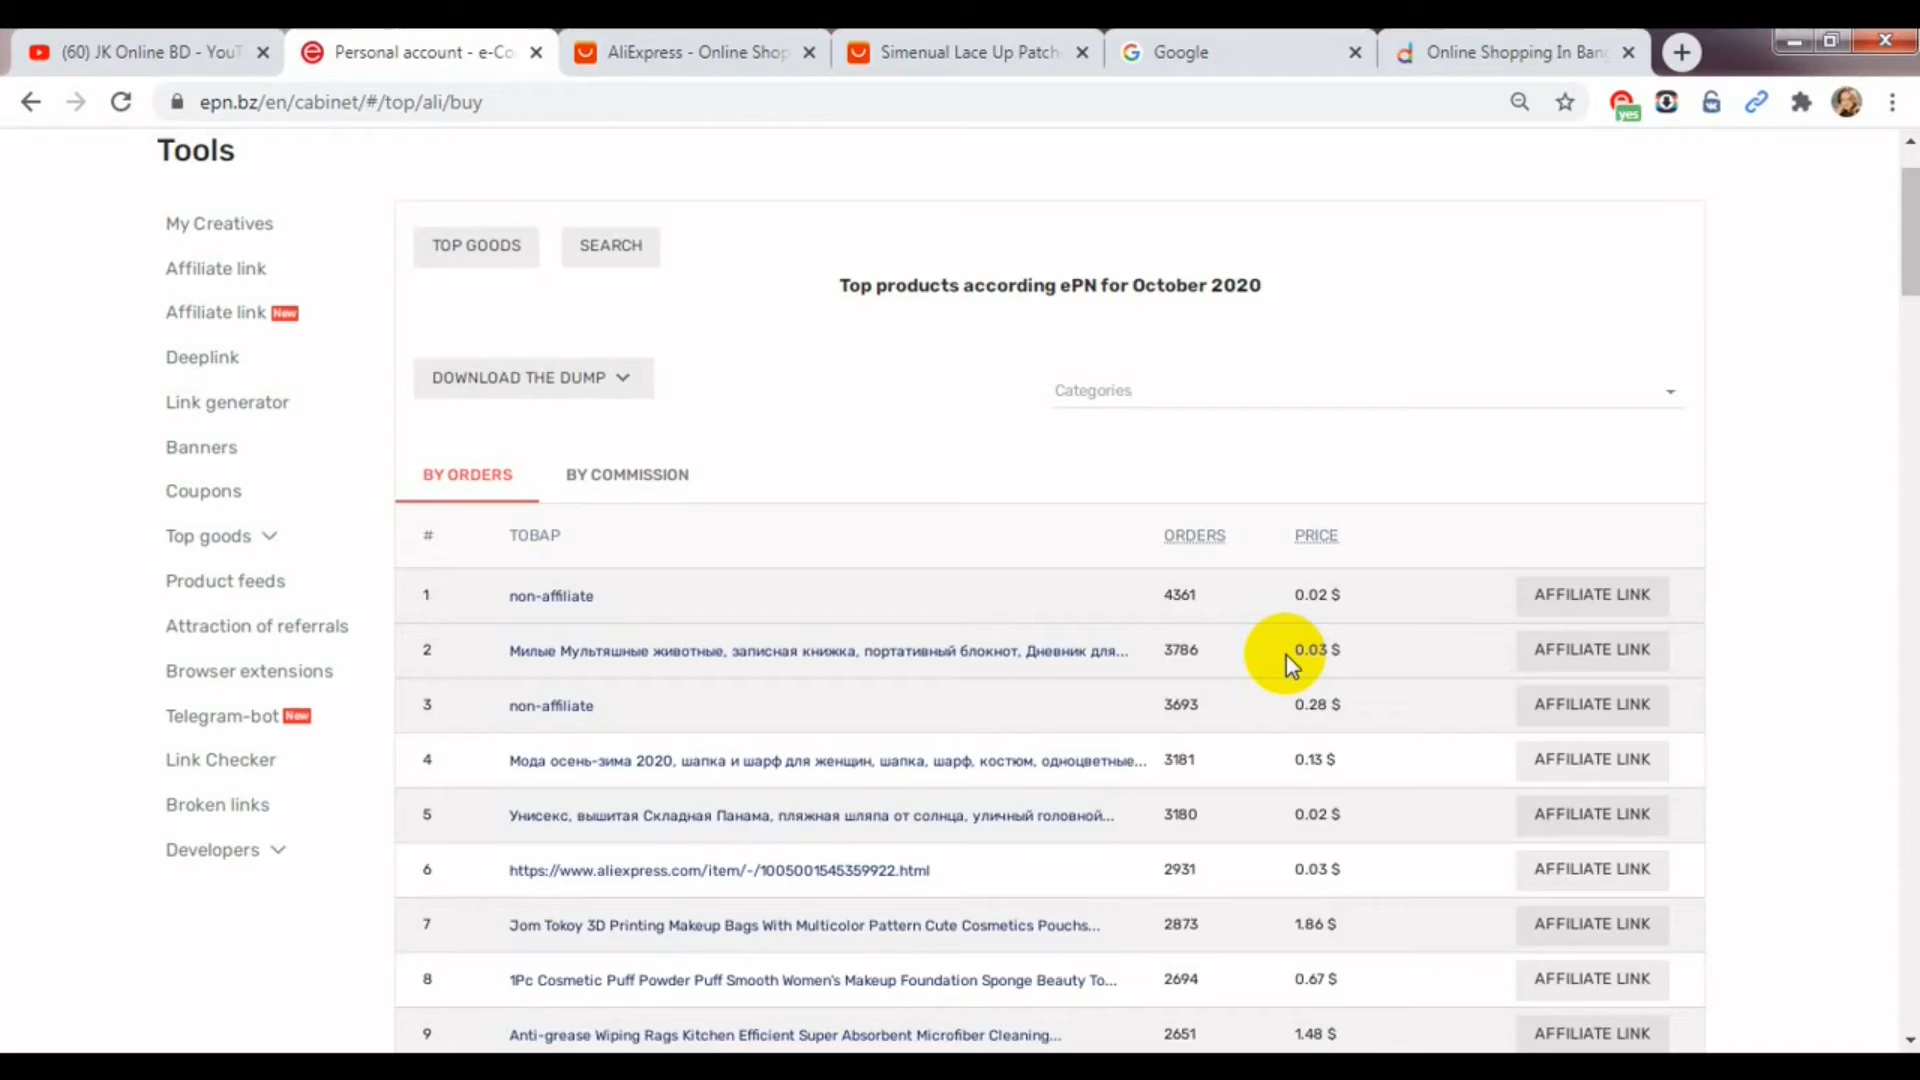 (60) JK Online BD - YouT
Personal account - e-Co
AliExpress - Online Shop
Simenual Lace Up Patch
Google
Online Shopping In Bang
epn.bz/en/cabinet/#/top/ali/buy
yes
Tools
My Creatives
Affiliate link
Affiliate link New
Deeplink
Link generator
Banners
Coupons
Top goods
Product feeds
Attraction of referrals
Browser extensions
Telegram-bot New
Link Checker
Broken links
Developers
TOP GOODS SEARCH
Top products according ePN for October 2020
DOWNLOAD THE DUMP
Categories
BY ORDERS BY COMMISSION
# ТОВАР ORDERS PRICE
1 non-affiliate 4361 0.02 $ AFFILIATE LINK
2 Милые Мультяшные животные, записная книжка, портативный блокнот, Дневник для... 3786 0.03 $ AFFILIATE LINK
3 non-affiliate 3693 0.28 $ AFFILIATE LINK
4 Мода осень-зима 2020, шапка и шарф для женщин, шапка, шарф, костюм, одноцветные... 3181 0.13 $ AFFILIATE LINK
5 Унисекс, вышитая Складная Панама, пляжная шляпа от солнца, уличный головной... 3180 0.02 $ AFFILIATE LINK
6 https://www.aliexpress.com/item/-/1005001545359922.html 2931 0.03 $ AFFILIATE LINK
7 Jom Tokoy 3D Printing Makeup Bags With Multicolor Pattern Cute Cosmetics Pouchs... 2873 1.86 $ AFFILIATE LINK
8 1Pc Cosmetic Puff Powder Puff Smooth Women's Makeup Foundation Sponge Beauty To... 2694 0.67 $ AFFILIATE LINK
9 Anti-grease Wiping Rags Kitchen Efficient Super Absorbent Microfiber Cleaning... 2651 1.48 $ AFFILIATE LINK